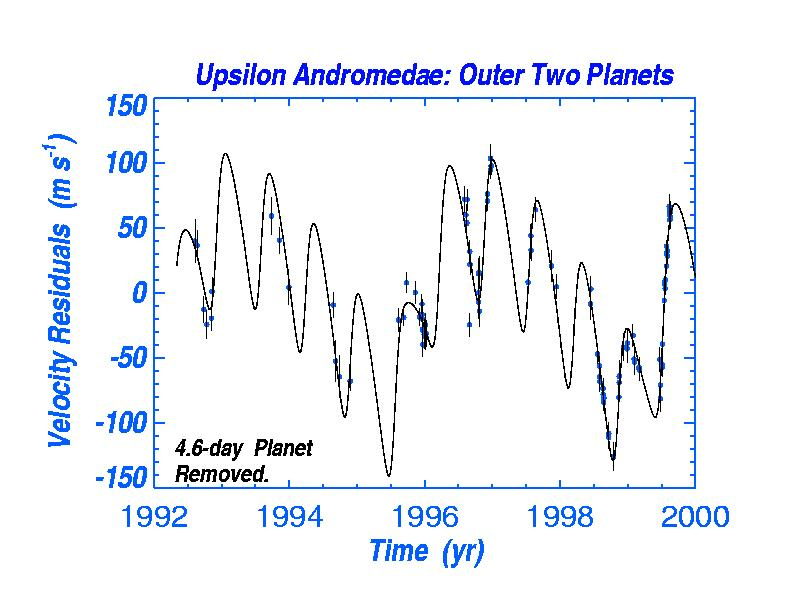 Upsilon Andromedae: Outer Two Planets
150
100
50
0
-50
-100
-150
Velocity Residuals (m s-1)
4.6-day Planet
Removed.
1992 1994 1996 1998 2000
Time (yr)